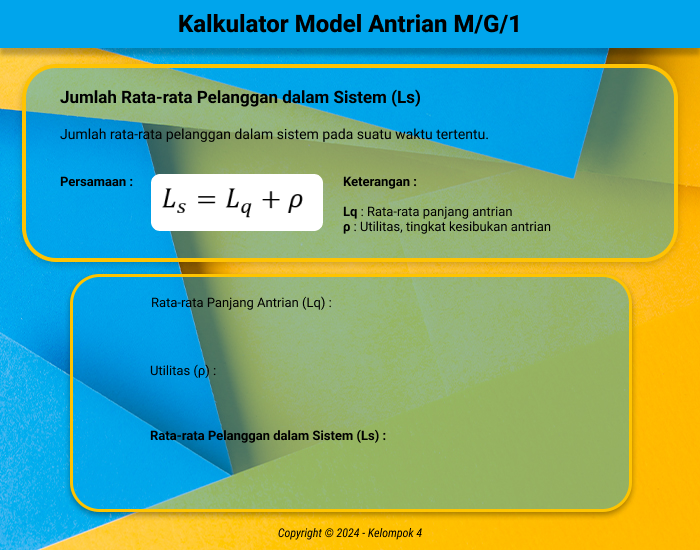 Kalkulator Model Antrian M/G/1
Jumlah Rata-rata Pelanggan dalam Sistem (Ls)
Jumlah rata-rata pelanggan dalam sistem pada suatu waktu tertentu.
Persamaan :
L_s = L_q + ρ
Keterangan :
Lq : Rata-rata panjang antrian
ρ : Utilitas, tingkat kesibukan antrian
Rata-rata Panjang Antrian (Lq) :
Utilitas (ρ) :
Rata-rata Pelanggan dalam Sistem (Ls) :
Copyright © 2024 - Kelompok 4